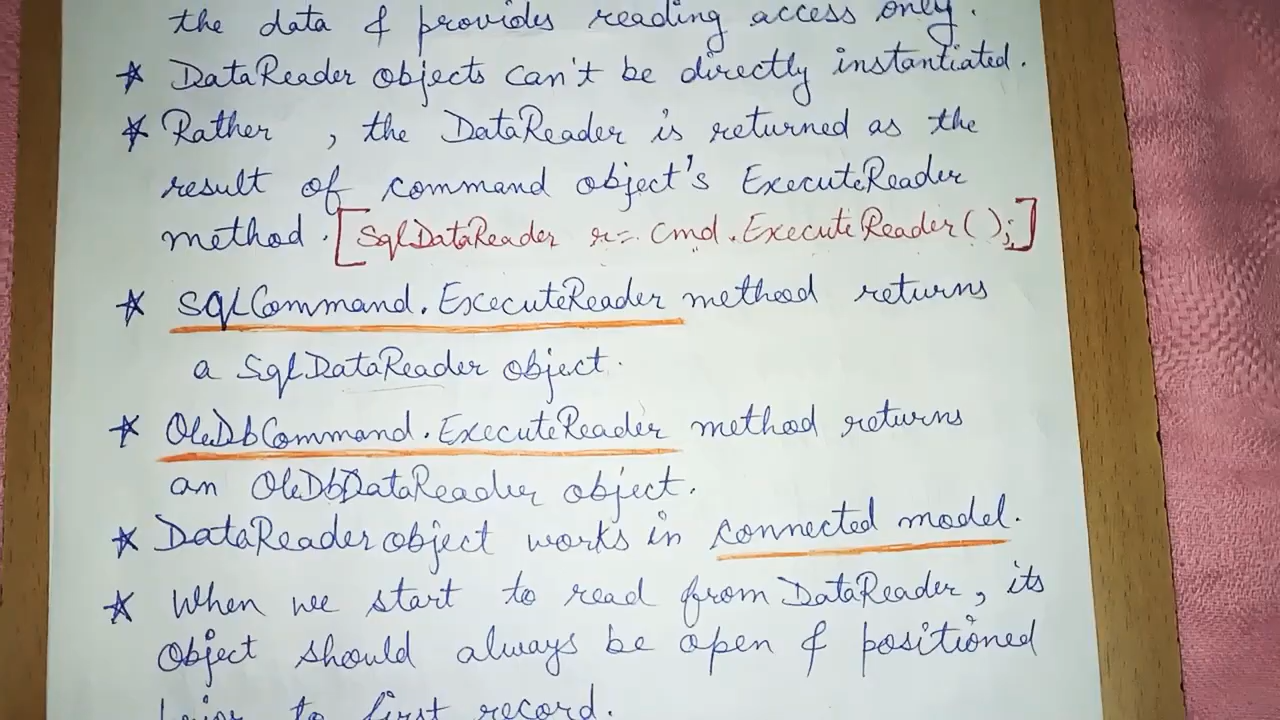 the data & provides reading access only.
* DataReader objects can't be directly instantiated.
* Rather , the DataReader is returned as the
result of command object's ExecuteReader
method. [SqlDataReader r = cmd.ExecuteReader();]
* SqlCommand.ExecuteReader method returns
a SqlDataReader object.
* OleDbCommand.ExecuteReader method returns
an OleDbDataReader object.
* DataReader object works in connected model.
* When we start to read from DataReader, its
object should always be open & positioned
prior to first record.